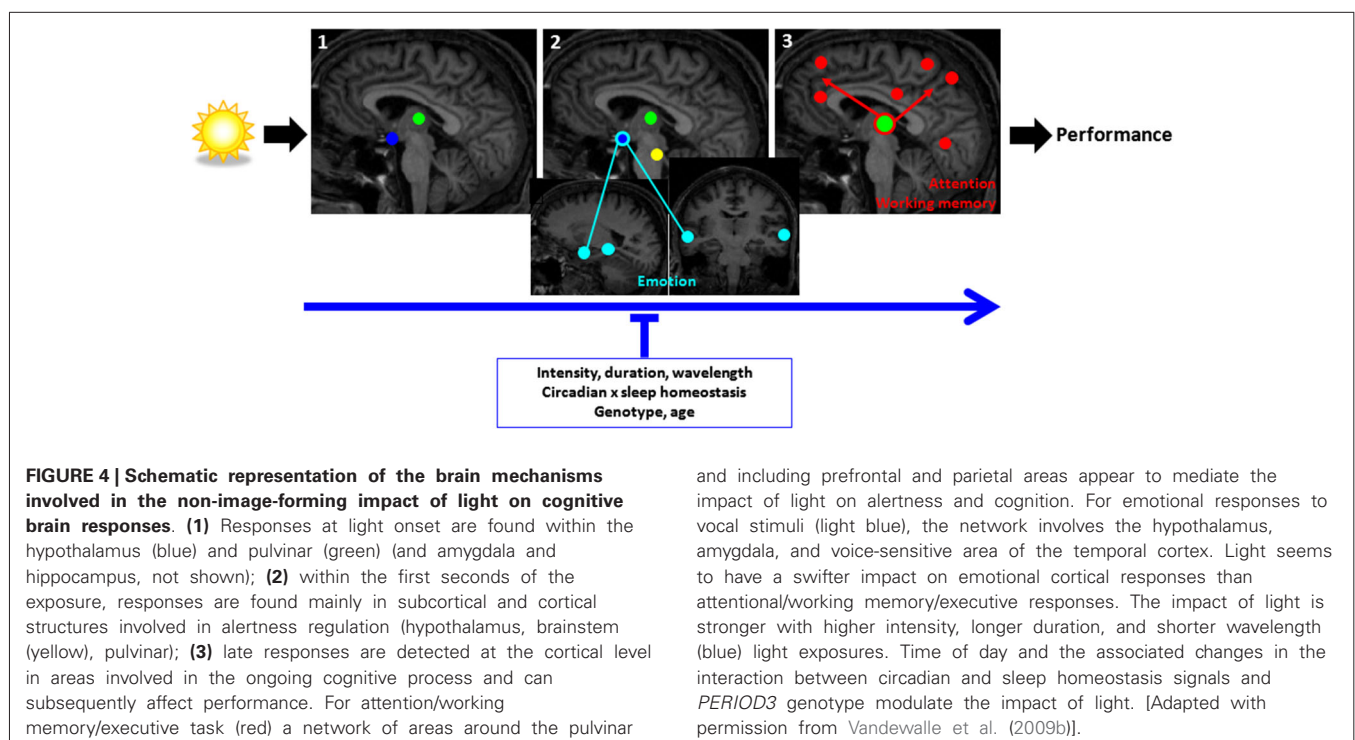 1
2
3
Performance
Attention
Working memory
Emotion
Intensity, duration, wavelength
Circadian x sleep homeostasis
Genotype, age
FIGURE 4 | Schematic representation of the brain mechanisms
involved in the non-image-forming impact of light on cognitive
brain responses. (1) Responses at light onset are found within the
hypothalamus (blue) and pulvinar (green) (and amygdala and
hippocampus, not shown); (2) within the first seconds of the
exposure, responses are found mainly in subcortical and cortical
structures involved in alertness regulation (hypothalamus, brainstem
(yellow), pulvinar); (3) late responses are detected at the cortical level
in areas involved in the ongoing cognitive process and can
subsequently affect performance. For attention/working
memory/executive task (red) a network of areas around the pulvinar
and including prefrontal and parietal areas appear to mediate the
impact of light on alertness and cognition. For emotional responses to
vocal stimuli (light blue), the network involves the hypothalamus,
amygdala, and voice-sensitive area of the temporal cortex. Light seems
to have a swifter impact on emotional cortical responses than
attentional/working memory/executive responses. The impact of light is
stronger with higher intensity, longer duration, and shorter wavelength
(blue) light exposures. Time of day and the associated changes in the
interaction between circadian and sleep homeostasis signals and
PERIOD3 genotype modulate the impact of light. [Adapted with
permission from Vandewalle et al. (2009b)].